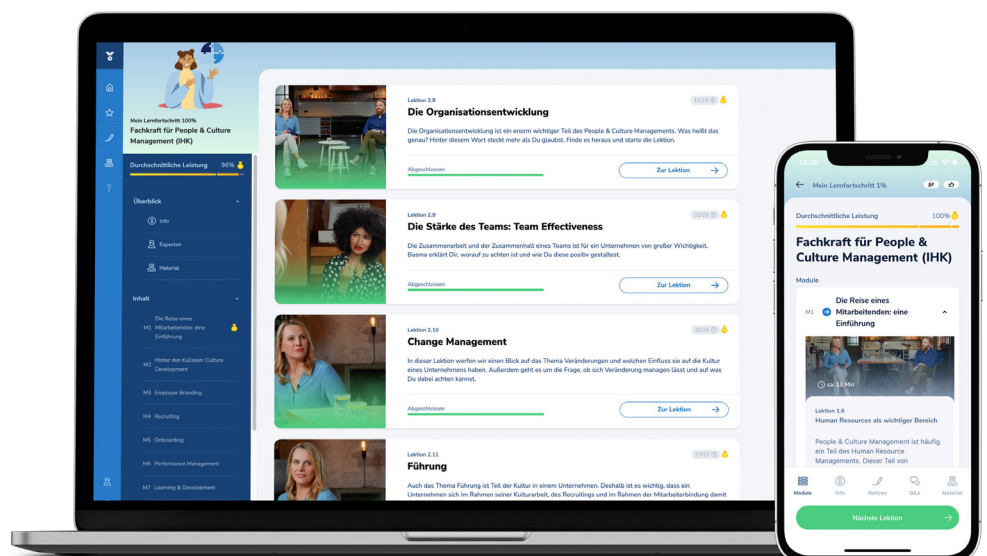 Mein Lernfortschritt 100%
Fachkraft für People & Culture
Management (IHK)
Durchschnittliche Leistung 96%
Überblick
Info
Experten
Material
Inhalt
M1 Die Reise eines
Mitarbeitenden: eine
Einführung
M2 Hinter den Kulissen: Culture
Development
M3 Employer Branding
M4 Recruiting
M5 Onboarding
M6 Performance Management
M7 Learning & Development
Lektion 2.8
15/15
Die Organisationsentwicklung
Die Organisationsentwicklung ist ein enorm wichtiger Teil des People & Culture Managements. Was heißt das
genau? Hinter diesem Wort steckt mehr als Du glaubst. Finde es heraus und starte die Lektion.
Abgeschlossen
Zur Lektion
Lektion 2.9
25/25
Die Stärke des Teams: Team Effectiveness
Die Zusammenarbeit und der Zusammenhalt eines Teams ist für ein Unternehmen von großer Wichtigkeit.
Basma erklärt Dir, worauf zu achten ist und wie Du diese positiv gestaltest.
Abgeschlossen
Zur Lektion
Lektion 2.10
35/35
Change Management
In dieser Lektion werfen wir einen Blick auf das Thema Veränderungen und welchen Einfluss sie auf die Kultur
eines Unternehmens haben. Außerdem geht es um die Frage, ob sich Veränderung managen lässt und auf was
Du dabei achten kannst.
Abgeschlossen
Zur Lektion
Lektion 2.11
27/27
Führung
Auch das Thema Führung ist Teil der Kultur in einem Unternehmen. Deshalb ist es wichtig, dass ein
Unternehmen sich im Rahmen seiner Kulturarbeit, des Recruitings und im Rahmen der Mitarbeiterbindung damit
14:30
Mein Lernfortschritt 1%
Durchschnittliche Leistung 100%
Fachkraft für People &
Culture Management (IHK)
Module
M1 Die Reise eines
Mitarbeitenden: eine
Einführung
ca. 13 Min
Lektion 1.6
Human Resources als wichtiger Bereich
People & Culture Management ist häufig
ein Teil des Human Resource
Managements. Dieser Teil von
Module
Info
Notizen
Q&A
Material
Nächste Lektion